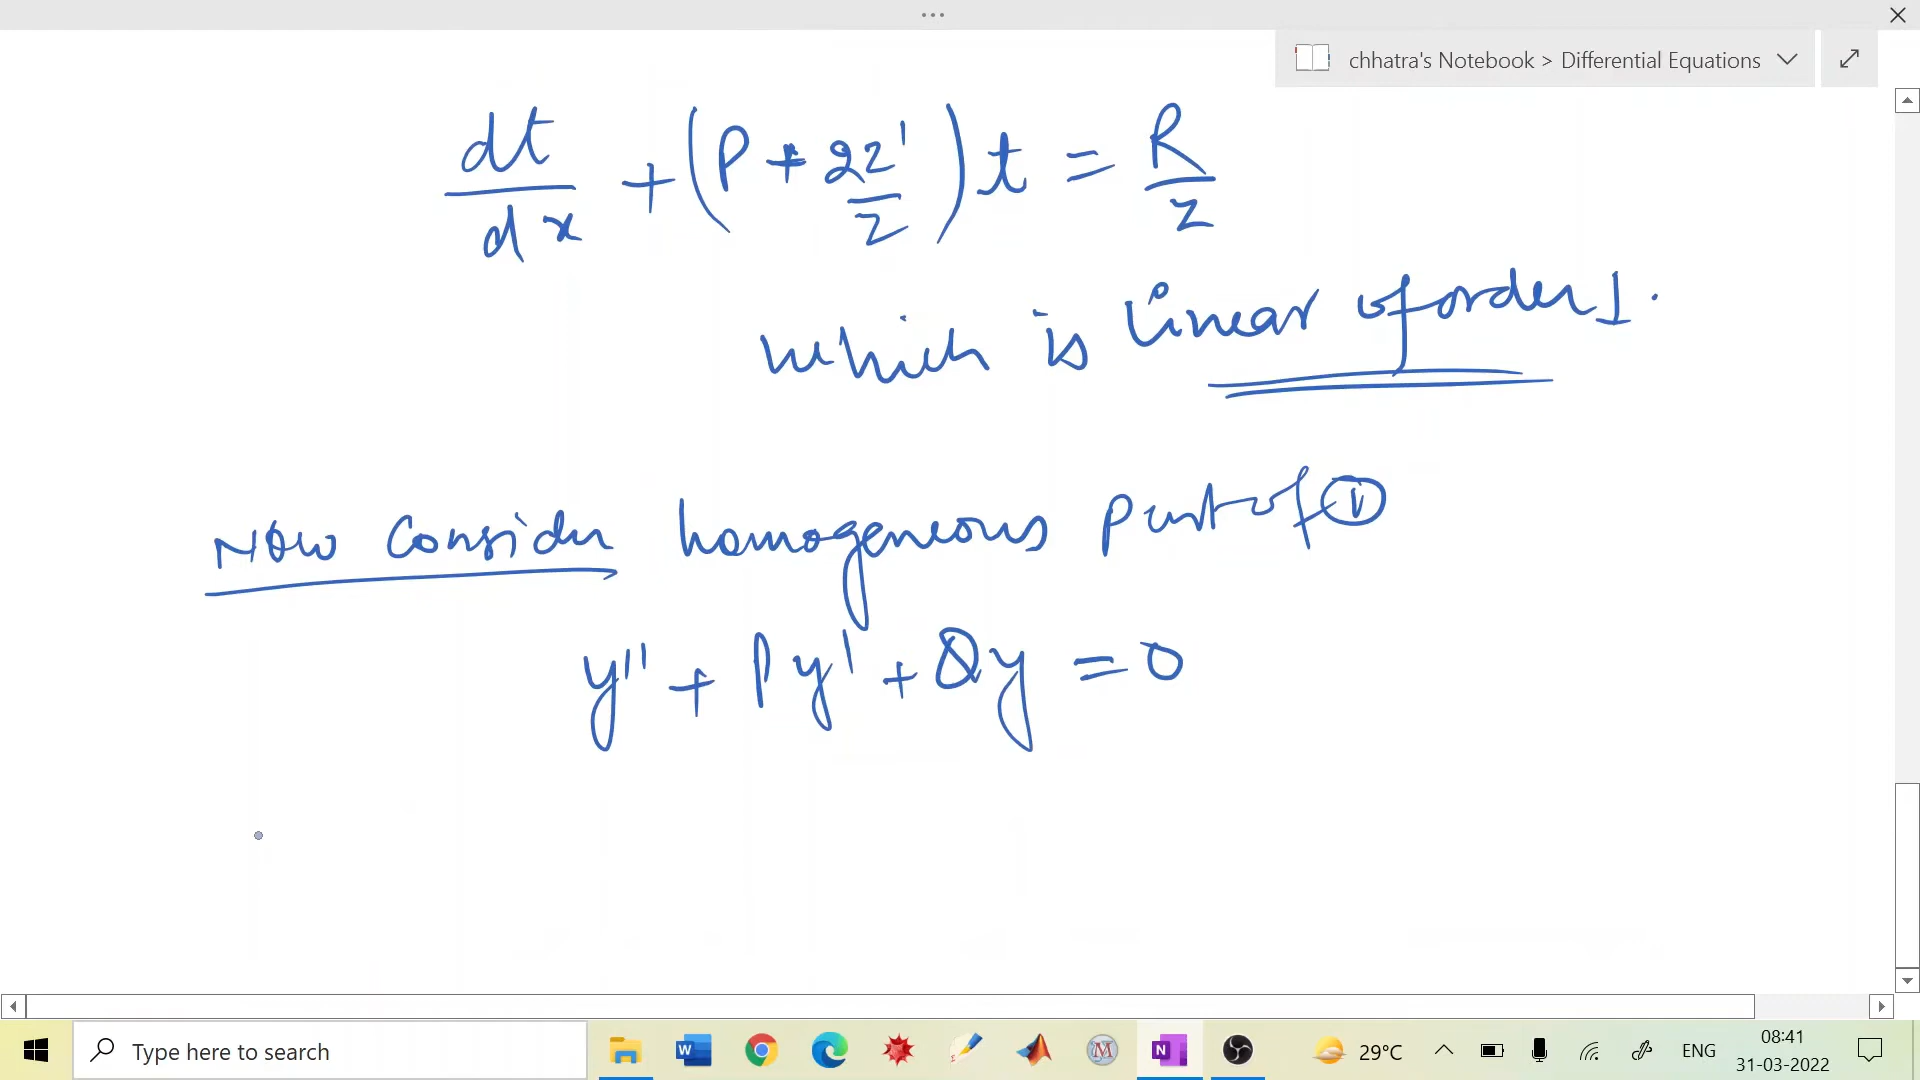 chhatra's Notebook > Differential Equations
dt/dx + (P + 2z'/z) t = R/z
which is linear of order 1.
Now consider homogeneous part of ①
y'' + Py' + Qy = 0
Type here to search
29°C
ENG
08:41
31-03-2022